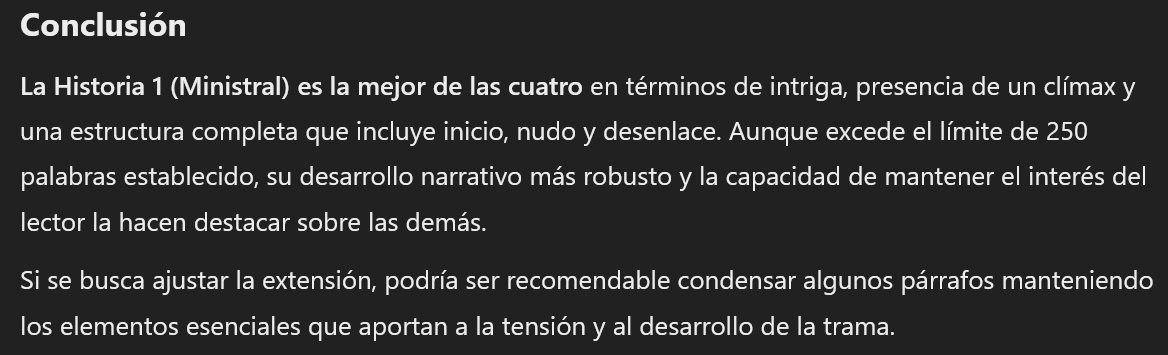 Conclusión
La Historia 1 (Ministral) es la mejor de las cuatro en términos de intriga, presencia de un clímax y
una estructura completa que incluye inicio, nudo y desenlace. Aunque excede el límite de 250
palabras establecido, su desarrollo narrativo más robusto y la capacidad de mantener el interés del
lector la hacen destacar sobre las demás.
Si se busca ajustar la extensión, podría ser recomendable condensar algunos párrafos manteniendo
los elementos esenciales que aportan a la tensión y al desarrollo de la trama.